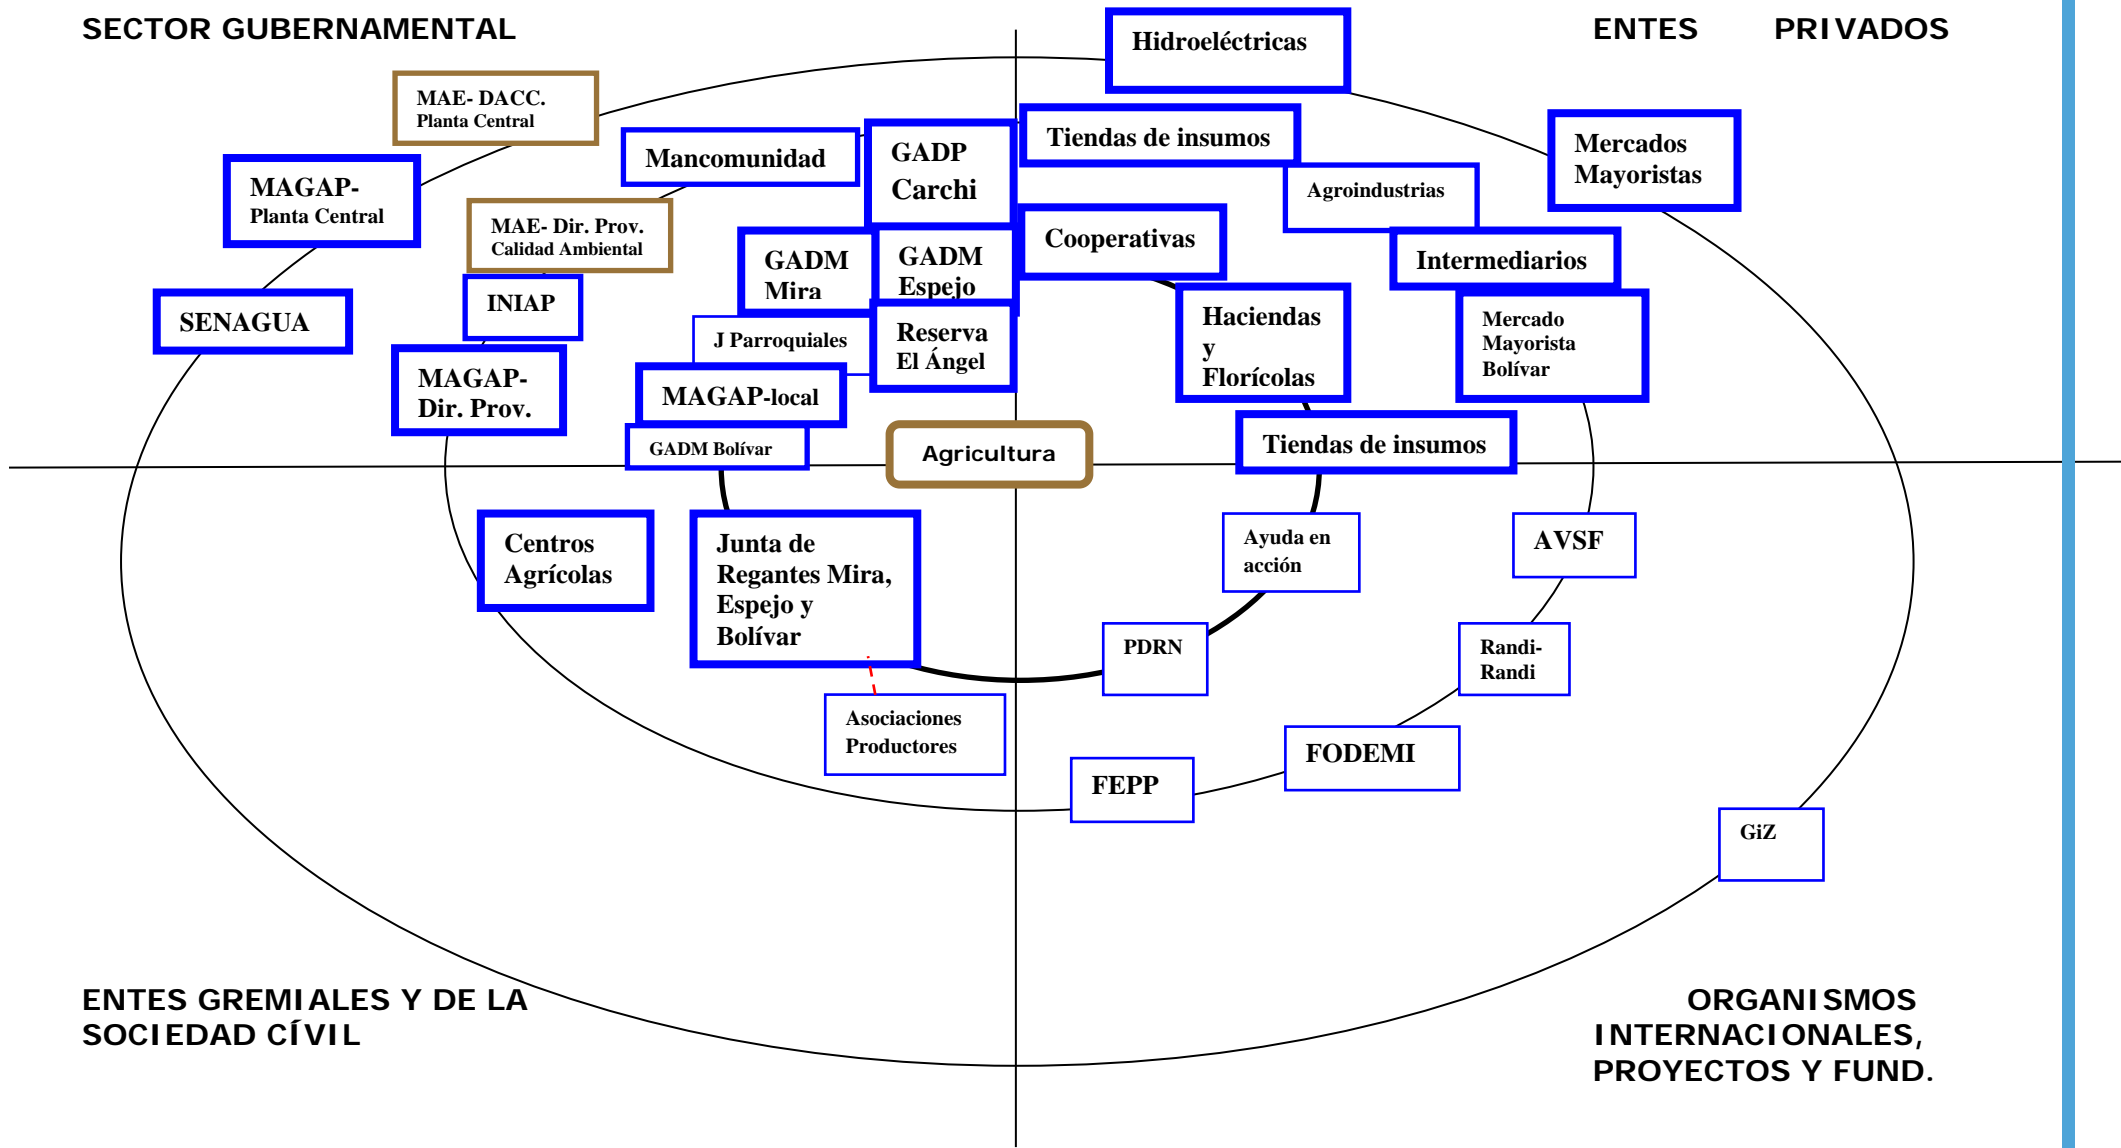 SECTOR GUBERNAMENTAL
ENTES PRIVADOS
Hidroeléctricas
MAE- DACC.
Planta Central
Mancomunidad
GADP
Carchi
Tiendas de insumos
Mercados
Mayoristas
MAGAP-
Planta Central
Agroindustrias
MAE- Dir. Prov.
Calidad Ambiental
GADM
Mira
GADM
Espejo
Cooperativas
Intermediarios
SENAGUA
INIAP
J Parroquiales
Reserva
El Ángel
Haciendas
y
Florícolas
Mercado
Mayorista
Bolívar
MAGAP-
Dir. Prov.
MAGAP-local
GADM Bolívar
Agricultura
Tiendas de insumos
Centros
Agrícolas
Junta de
Regantes Mira,
Espejo y
Bolívar
Ayuda en
acción
AVSF
PDRN
Randi-
Randi
Asociaciones
Productores
FEPP
FODEMI
GiZ
ENTES GREMIALES Y DE LA
SOCIEDAD CÍVIL
ORGANISMOS
INTERNACIONALES,
PROYECTOS Y FUND.